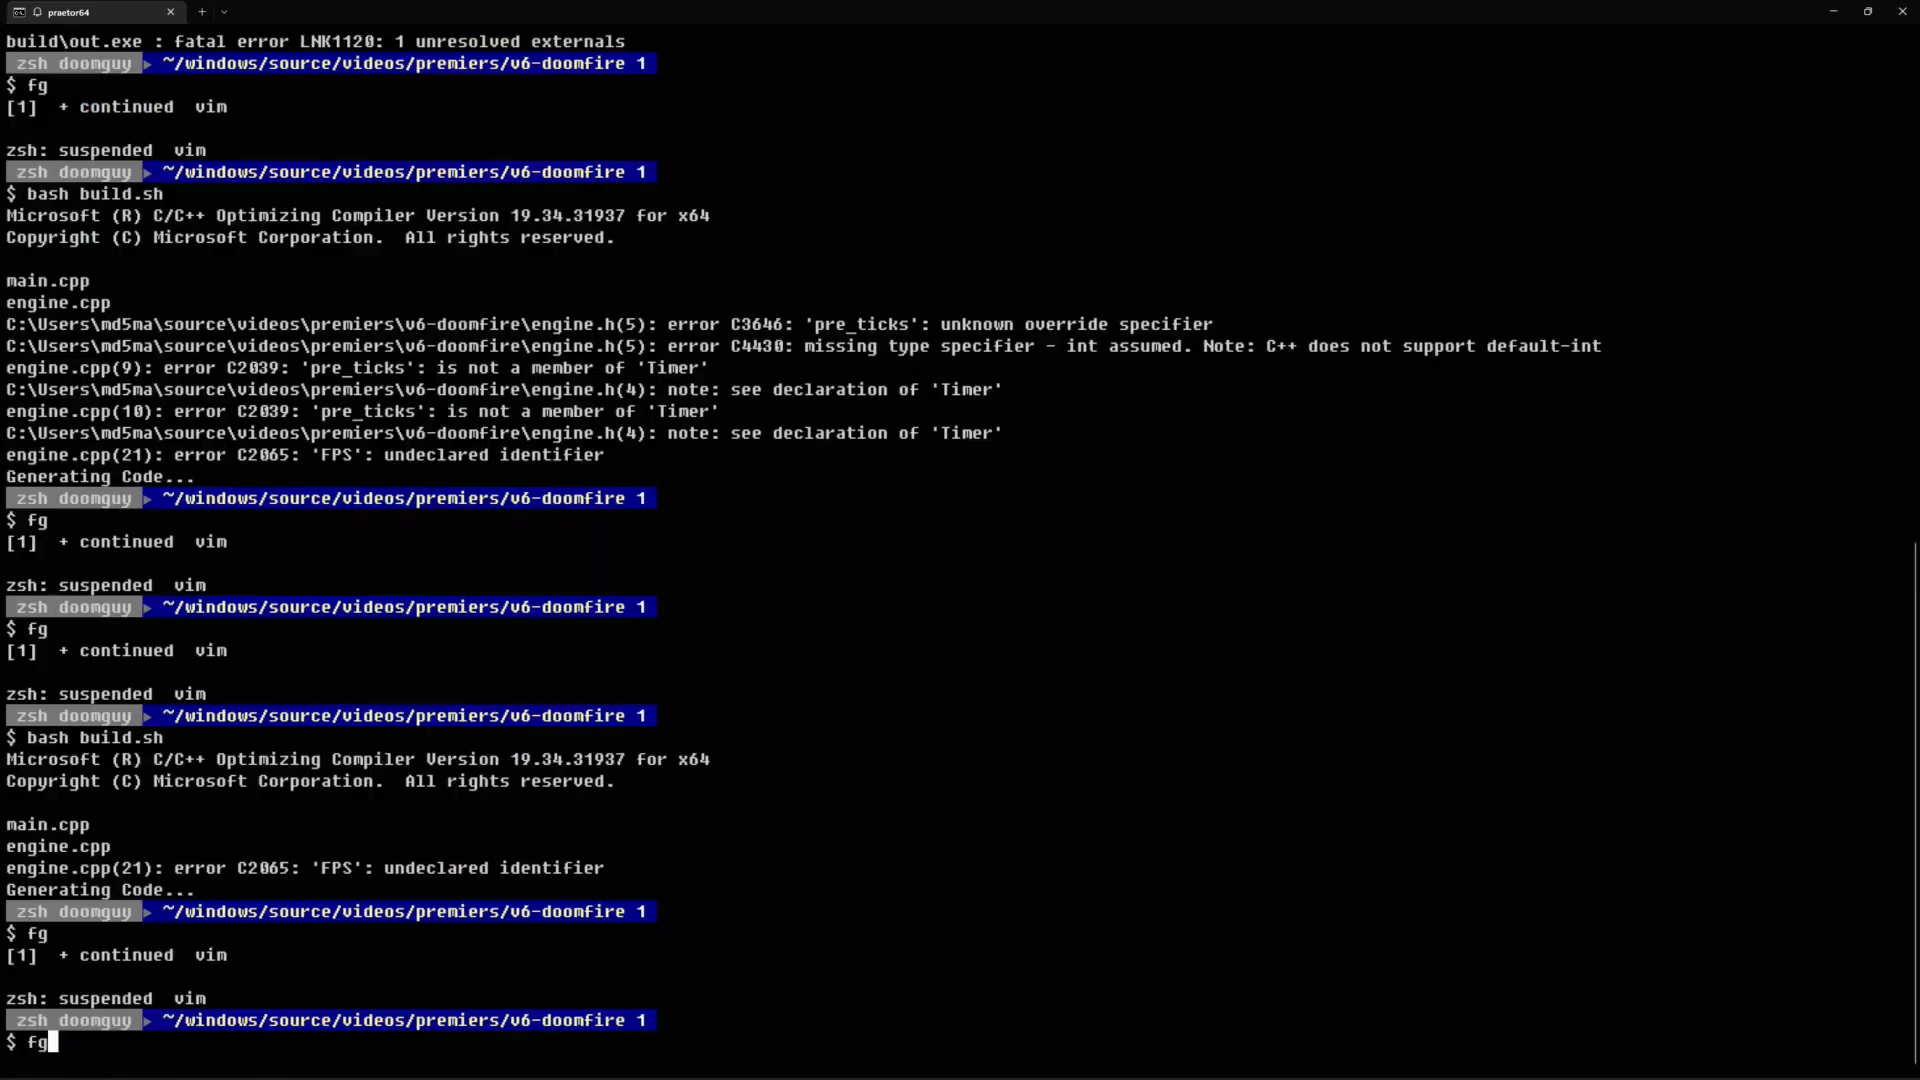 praetor64
build\out.exe : fatal error LNK1120: 1 unresolved externals
zsh doomguy ~/windows/source/videos/premiers/v6-doomfire 1
$ fg
[1]  + continued  vim
zsh: suspended  vim
zsh doomguy ~/windows/source/videos/premiers/v6-doomfire 1
$ bash build.sh
Microsoft (R) C/C++ Optimizing Compiler Version 19.34.31937 for x64
Copyright (C) Microsoft Corporation.  All rights reserved.
main.cpp
engine.cpp
C:\Users\md5ma\source\videos\premiers\v6-doomfire\engine.h(5): error C3646: 'pre_ticks': unknown override specifier
C:\Users\md5ma\source\videos\premiers\v6-doomfire\engine.h(5): error C4430: missing type specifier - int assumed. Note: C++ does not support default-int
engine.cpp(9): error C2039: 'pre_ticks': is not a member of 'Timer'
C:\Users\md5ma\source\videos\premiers\v6-doomfire\engine.h(4): note: see declaration of 'Timer'
engine.cpp(10): error C2039: 'pre_ticks': is not a member of 'Timer'
C:\Users\md5ma\source\videos\premiers\v6-doomfire\engine.h(4): note: see declaration of 'Timer'
engine.cpp(21): error C2065: 'FPS': undeclared identifier
Generating Code...
zsh doomguy ~/windows/source/videos/premiers/v6-doomfire 1
$ fg
[1]  + continued  vim
zsh: suspended  vim
zsh doomguy ~/windows/source/videos/premiers/v6-doomfire 1
$ fg
[1]  + continued  vim
zsh: suspended  vim
zsh doomguy ~/windows/source/videos/premiers/v6-doomfire 1
$ bash build.sh
Microsoft (R) C/C++ Optimizing Compiler Version 19.34.31937 for x64
Copyright (C) Microsoft Corporation.  All rights reserved.
main.cpp
engine.cpp
engine.cpp(21): error C2065: 'FPS': undeclared identifier
Generating Code...
zsh doomguy ~/windows/source/videos/premiers/v6-doomfire 1
$ fg
[1]  + continued  vim
zsh: suspended  vim
zsh doomguy ~/windows/source/videos/premiers/v6-doomfire 1
$ fg